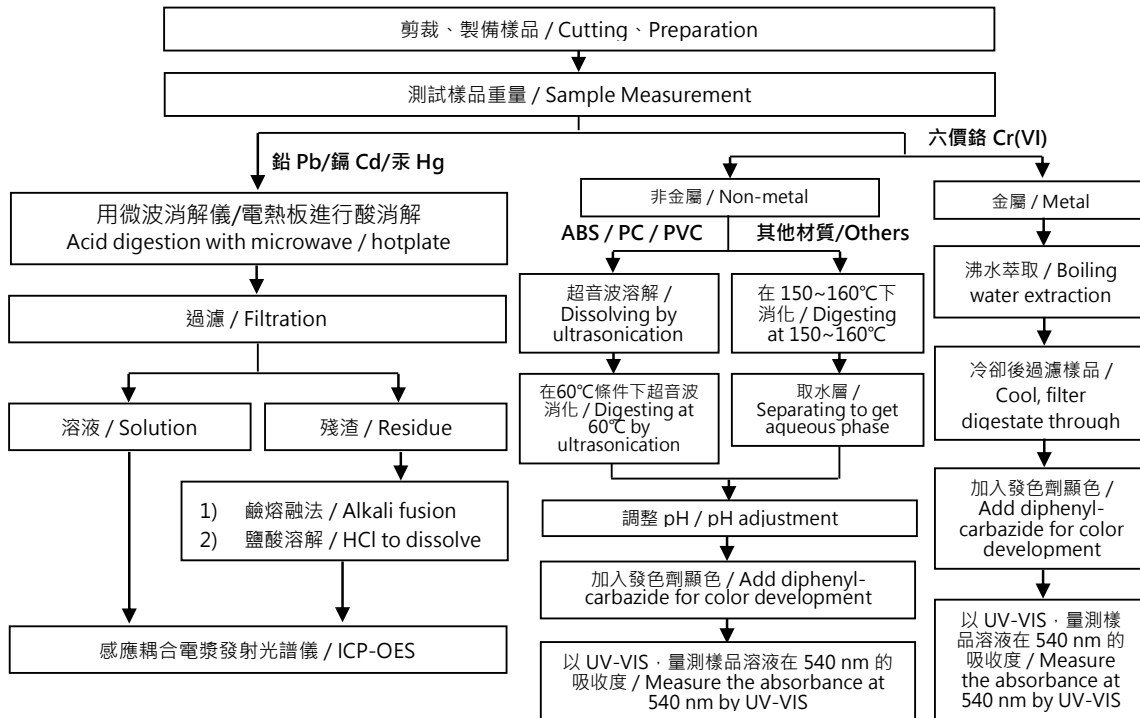 剪裁、製備樣品 / Cutting、Preparation
測試樣品重量 / Sample Measurement
六價鉻 Cr(VI)
鉛 Pb/鎘 Cd/汞 Hg
用微波消解儀/電熱板進行酸消解
Acid digestion with microwave / hotplate
過濾 / Filtration
溶液 / Solution
殘渣 / Residue
1) 鹼熔融法 / Alkali fusion
2) 鹽酸溶解 / HCl to dissolve
感應耦合電漿發射光譜儀 / ICP-OES
非金屬 / Non-metal
ABS / PC / PVC
其他材質/Others
超音波溶解 /
Dissolving by
ultrasonication
在 150~160℃下
消化 / Digesting
at 150~160℃
在60℃條件下超音波
消化 / Digesting at
60℃ by
ultrasonication
取水層 /
Separating to get
aqueous phase
調整 pH / pH adjustment
加入發色劑顯色 / Add diphenyl-
carbazide for color development
以 UV-VIS，量測樣品溶液在 540 nm 的
吸收度 / Measure the absorbance at
540 nm by UV-VIS
金屬 / Metal
沸水萃取 / Boiling
water extraction
冷卻後過濾樣品 /
Cool, filter
digestate through
加入發色劑顯色 /
Add diphenyl-
carbazide for color
development
以 UV-VIS，量測樣
品溶液在 540 nm 的
吸收度 / Measure
the absorbance at
540 nm by UV-VIS